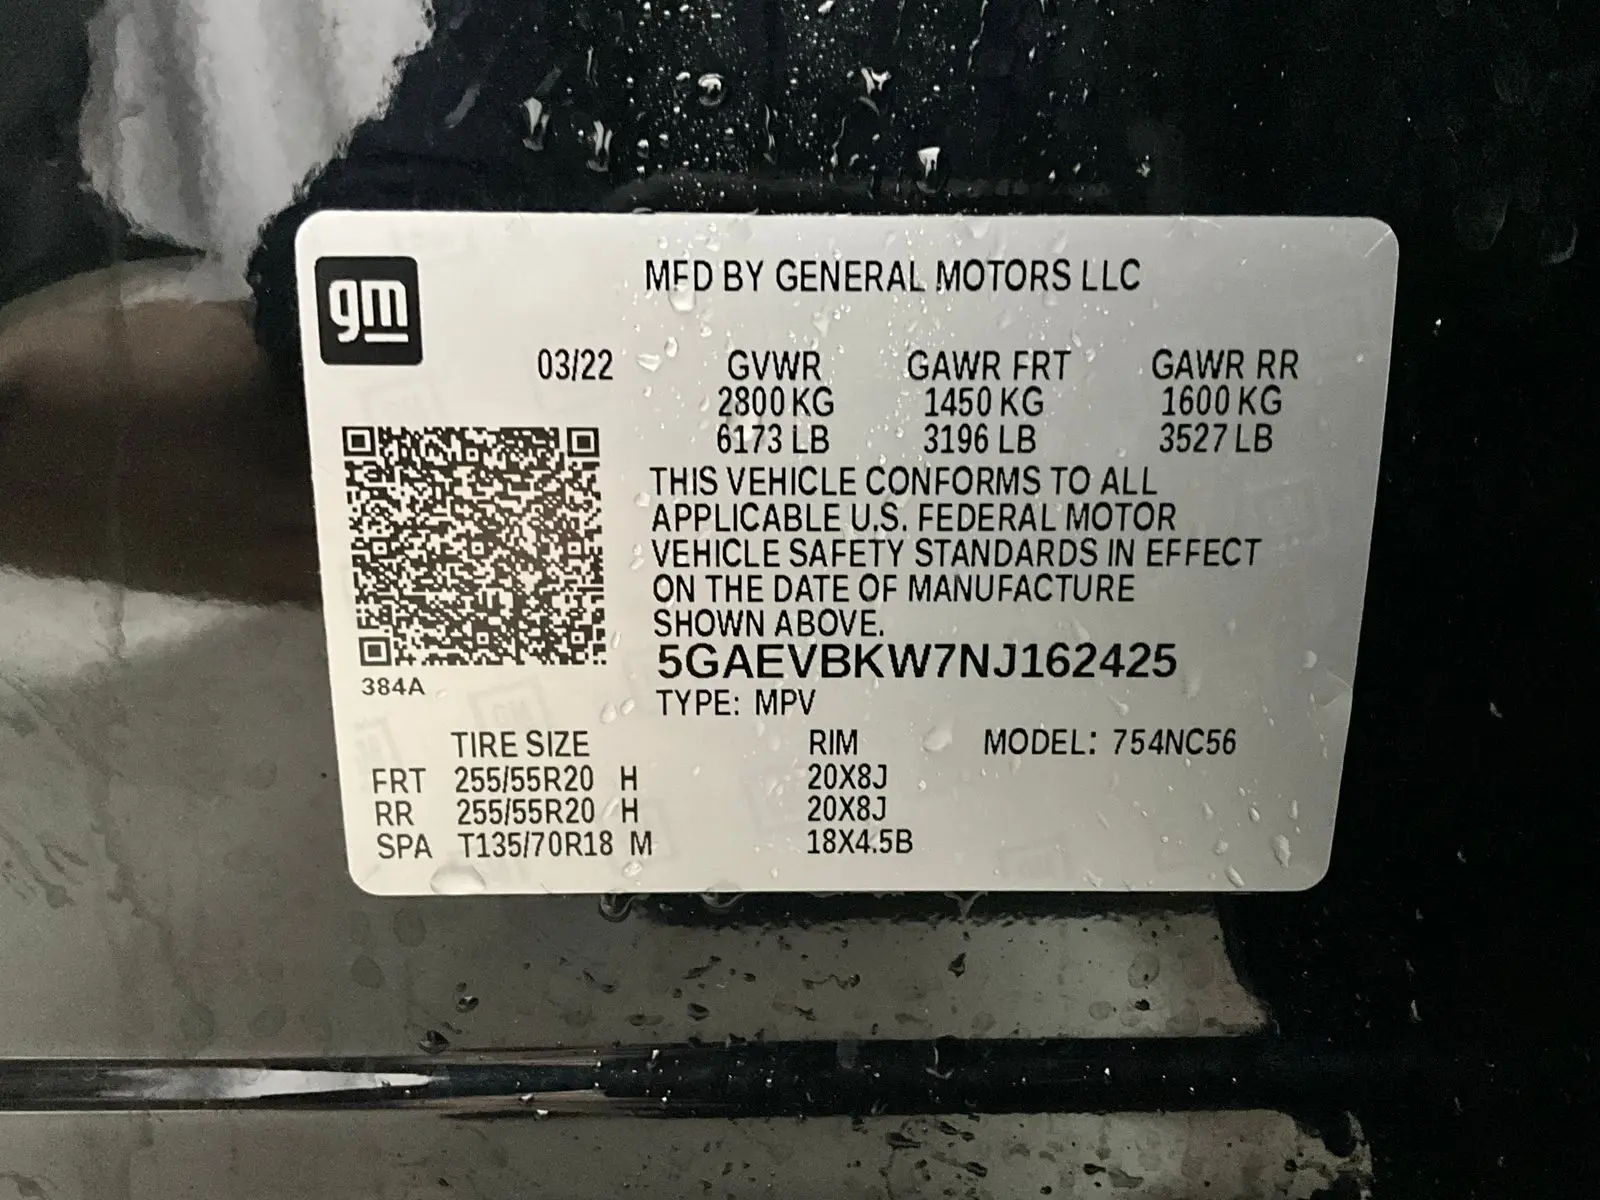 gm
MFD BY GENERAL MOTORS LLC
03/22 GVWR GAWR FRT GAWR RR
2800 KG 1450 KG 1600 KG
6173 LB 3196 LB 3527 LB
THIS VEHICLE CONFORMS TO ALL
APPLICABLE U.S. FEDERAL MOTOR
VEHICLE SAFETY STANDARDS IN EFFECT
ON THE DATE OF MANUFACTURE
SHOWN ABOVE.
5GAEVBKW7NJ162425
384A
TYPE: MPV
TIRE SIZE RIM MODEL: 754NC56
FRT 255/55R20 H 20X8J
RR 255/55R20 H 20X8J
SPA T135/70R18 M 18X4.5B